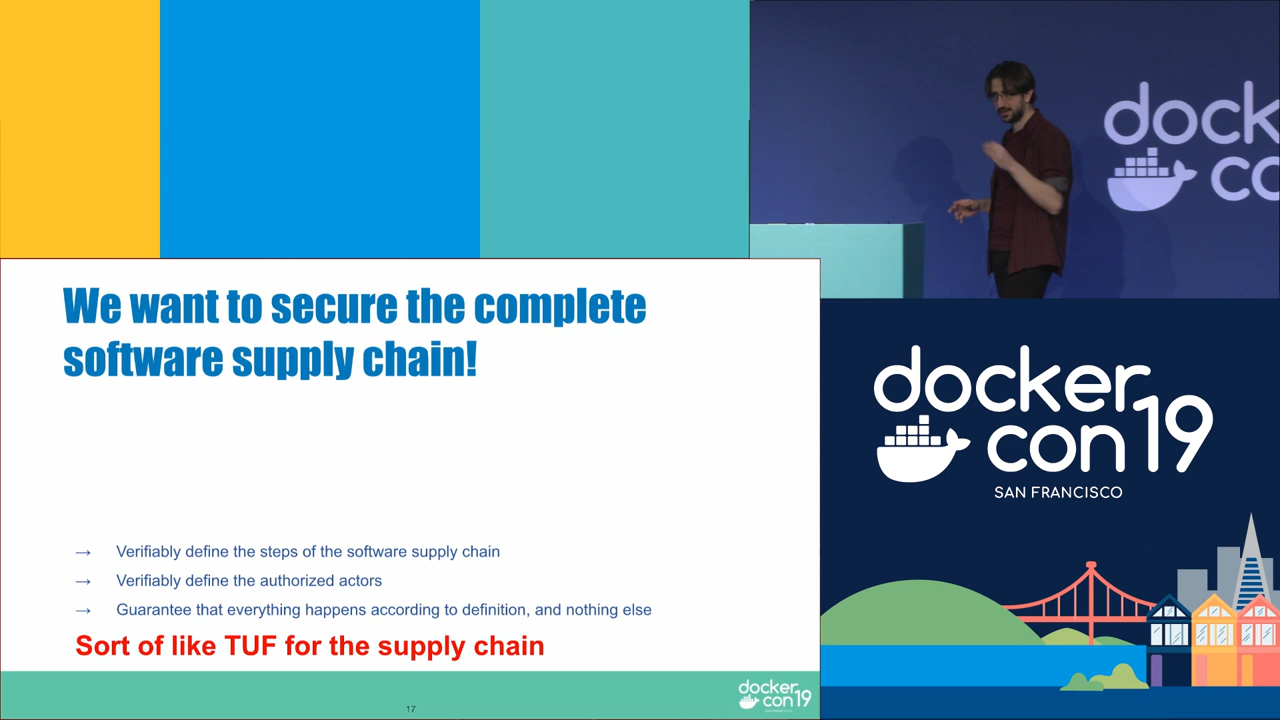 dock
co
We want to secure the complete
software supply chain!
→ Verifiably define the steps of the software supply chain
→ Verifiably define the authorized actors
→ Guarantee that everything happens according to definition, and nothing else
Sort of like TUF for the supply chain
17
docker
con19
docker
con19
SAN FRANCISCO